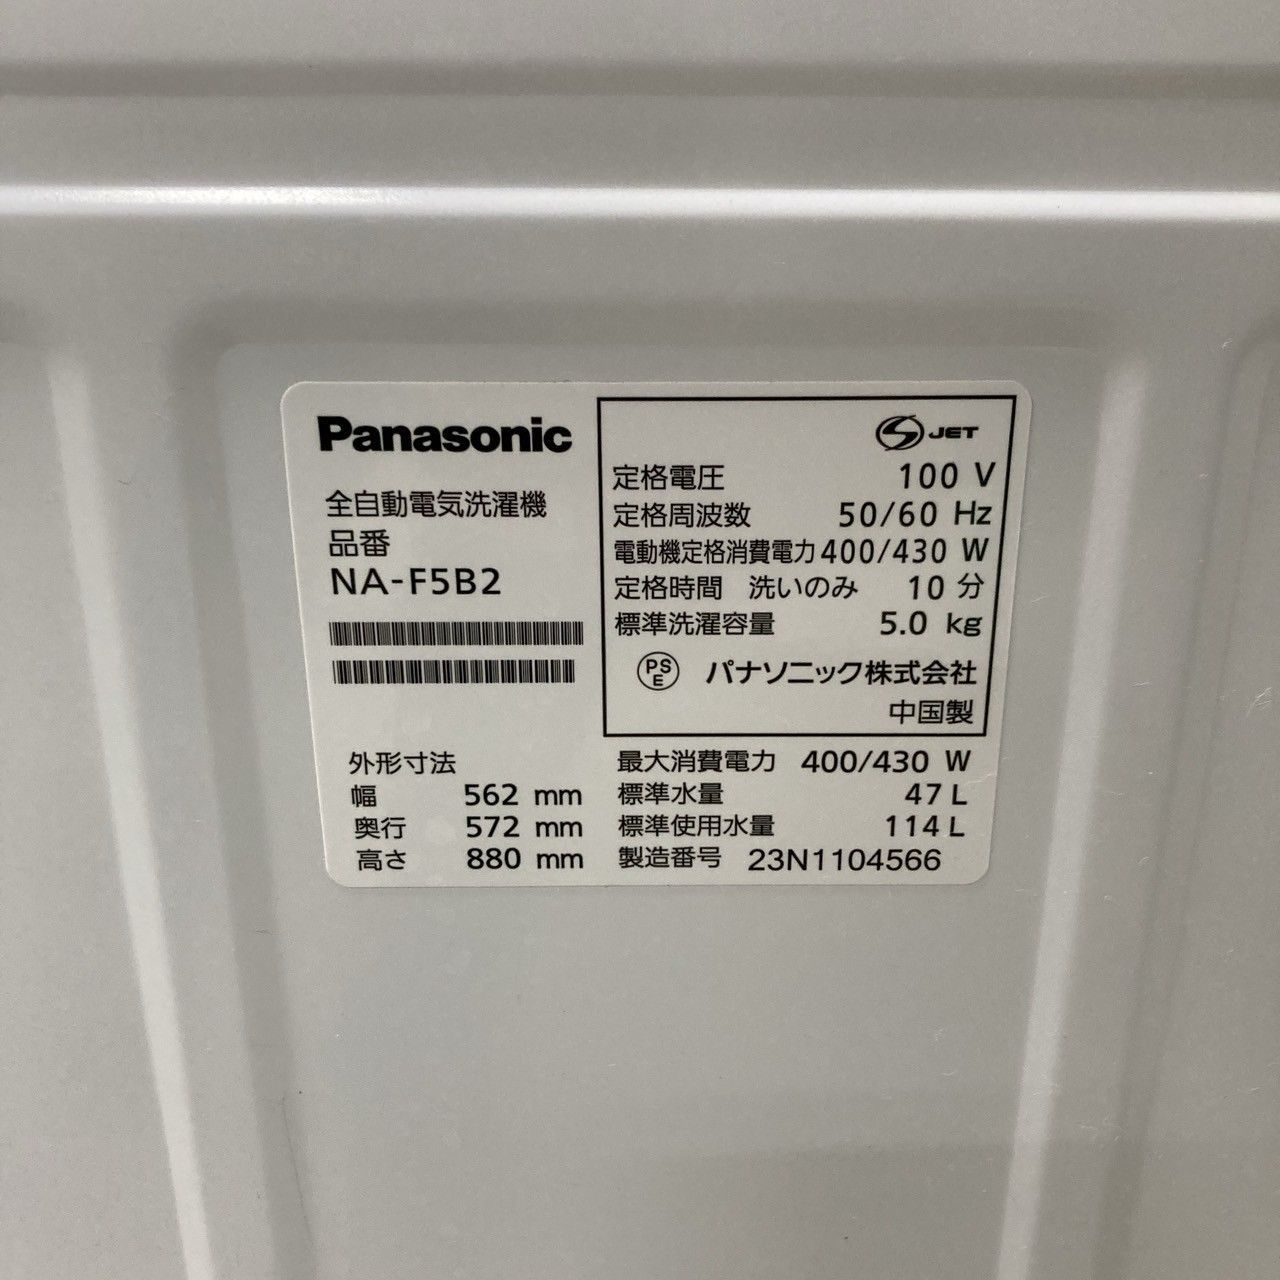 Panasonic
全自動電気洗濯機
品番
NA-F5B2
S JET
定格電圧 100 V
定格周波数 50/60 Hz
電動機定格消費電力 400/430 W
定格時間 洗いのみ 10 分
標準洗濯容量 5.0 kg
PSE パナソニック株式会社
中国製
外形寸法
幅 562 mm
奥行 572 mm
高さ 880 mm
最大消費電力 400/430 W
標準水量 47 L
標準使用水量 114 L
製造番号 23N1104566